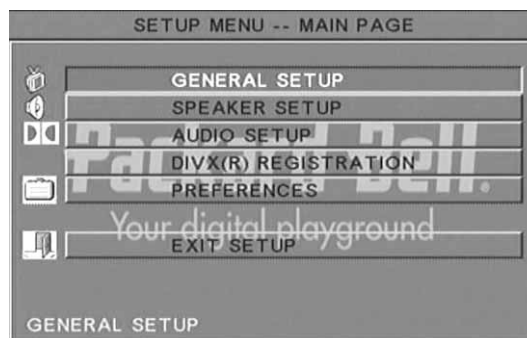 SETUP MENU -- MAIN PAGE
GENERAL SETUP
SPEAKER SETUP
AUDIO SETUP
DIVX(R) REGISTRATION
PREFERENCES
Packard Bell.
Your digital playground
EXIT SETUP
GENERAL SETUP